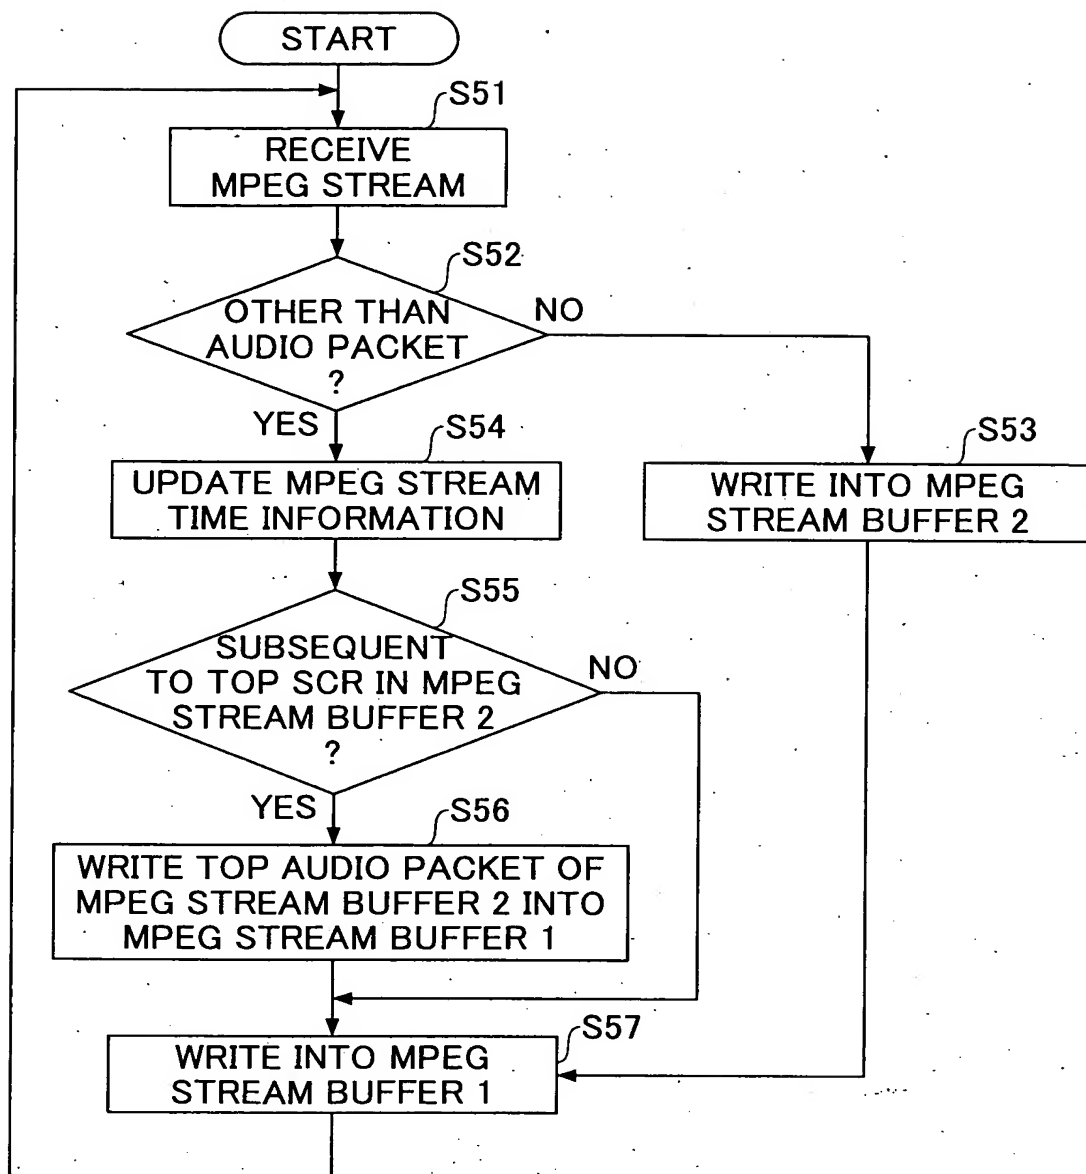 START
S51
RECEIVE
MPEG STREAM
S52
OTHER THAN
AUDIO PACKET
?
NO
YES
S54
UPDATE MPEG STREAM
TIME INFORMATION
S53
WRITE INTO MPEG
STREAM BUFFER 2
S55
SUBSEQUENT
TO TOP SCR IN MPEG
STREAM BUFFER 2
?
NO
YES
S56
WRITE TOP AUDIO PACKET OF
MPEG STREAM BUFFER 2 INTO
MPEG STREAM BUFFER 1
S57
WRITE INTO MPEG
STREAM BUFFER 1